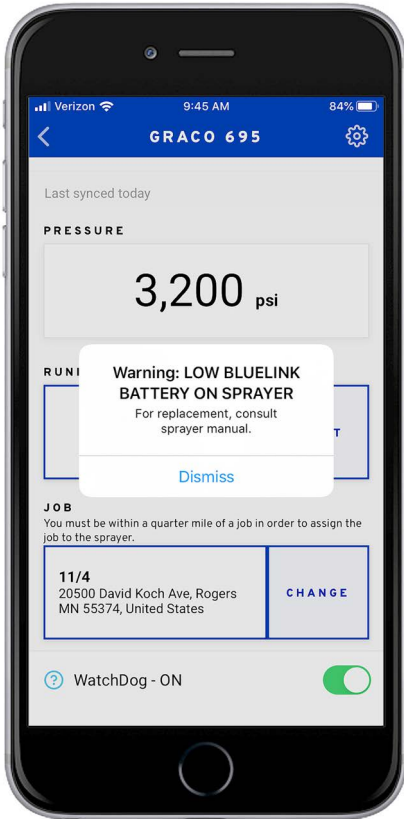 Verizon 9:45 AM 84%
GRACO 695
Last synced today
PRESSURE
3,200 psi
Warning: LOW BLUELINK
BATTERY ON SPRAYER
For replacement, consult
sprayer manual.
Dismiss
JOB
You must be within a quarter mile of a job in order to assign the
job to the sprayer.
11/4
20500 David Koch Ave, Rogers
MN 55374, United States
CHANGE
? WatchDog - ON